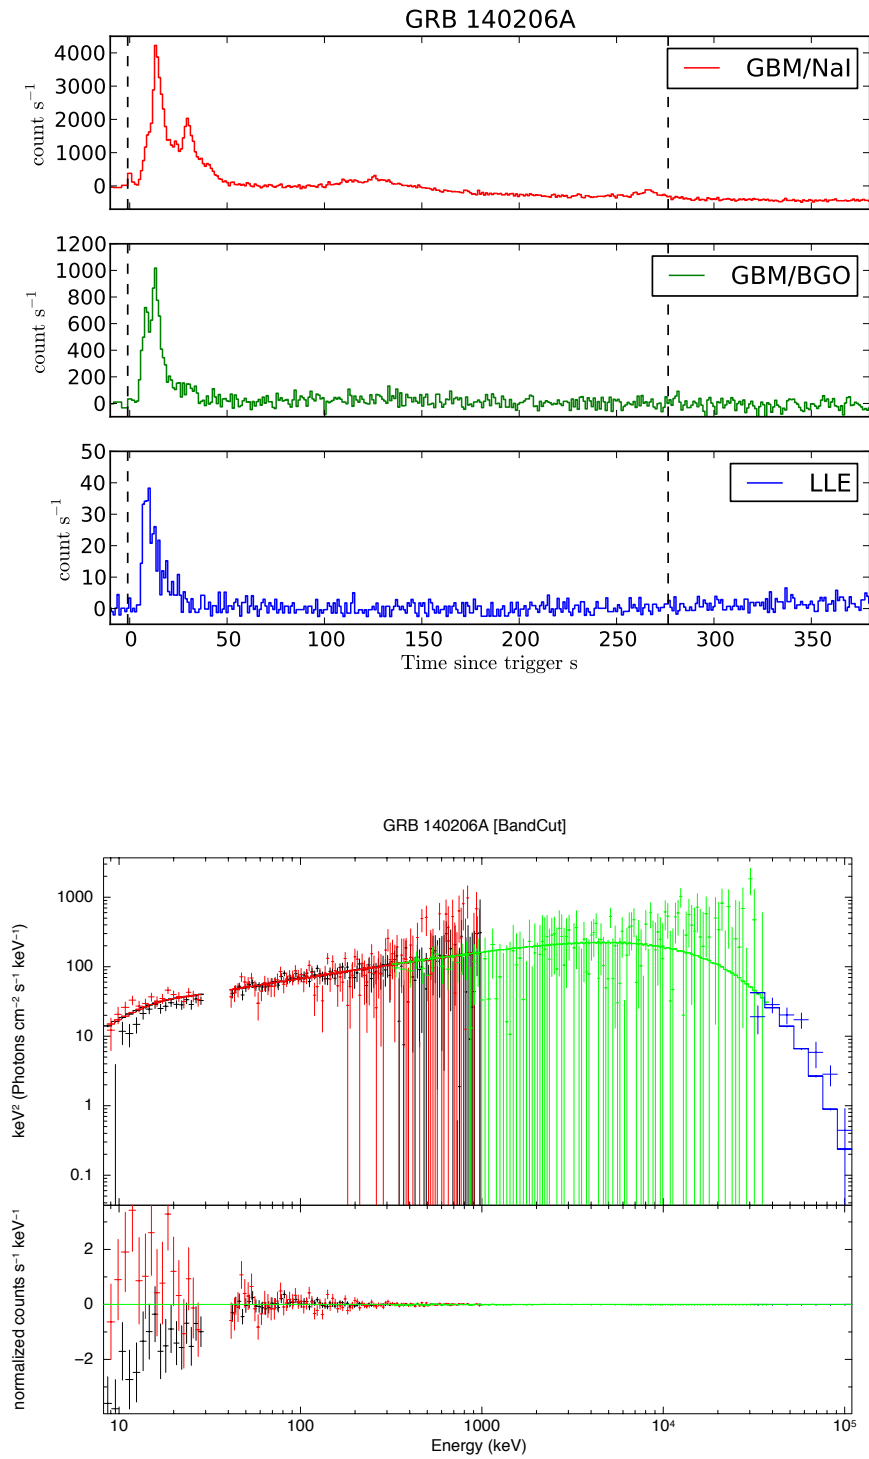 GRB 140206A
4000
3000
2000
1000
0
count s⁻¹
GBM/NaI
1200
1000
800
600
400
200
0
count s⁻¹
GBM/BGO
50
40
30
20
10
0
count s⁻¹
LLE
0 50 100 150 200 250 300 350
Time since trigger s
GRB 140206A [BandCut]
1000
100
10
1
0.1
keV² (Photons cm⁻² s⁻¹ keV⁻¹)
2
0
−2
normalized counts s⁻¹ keV⁻¹
10 100 1000 10⁴ 10⁵
Energy (keV)